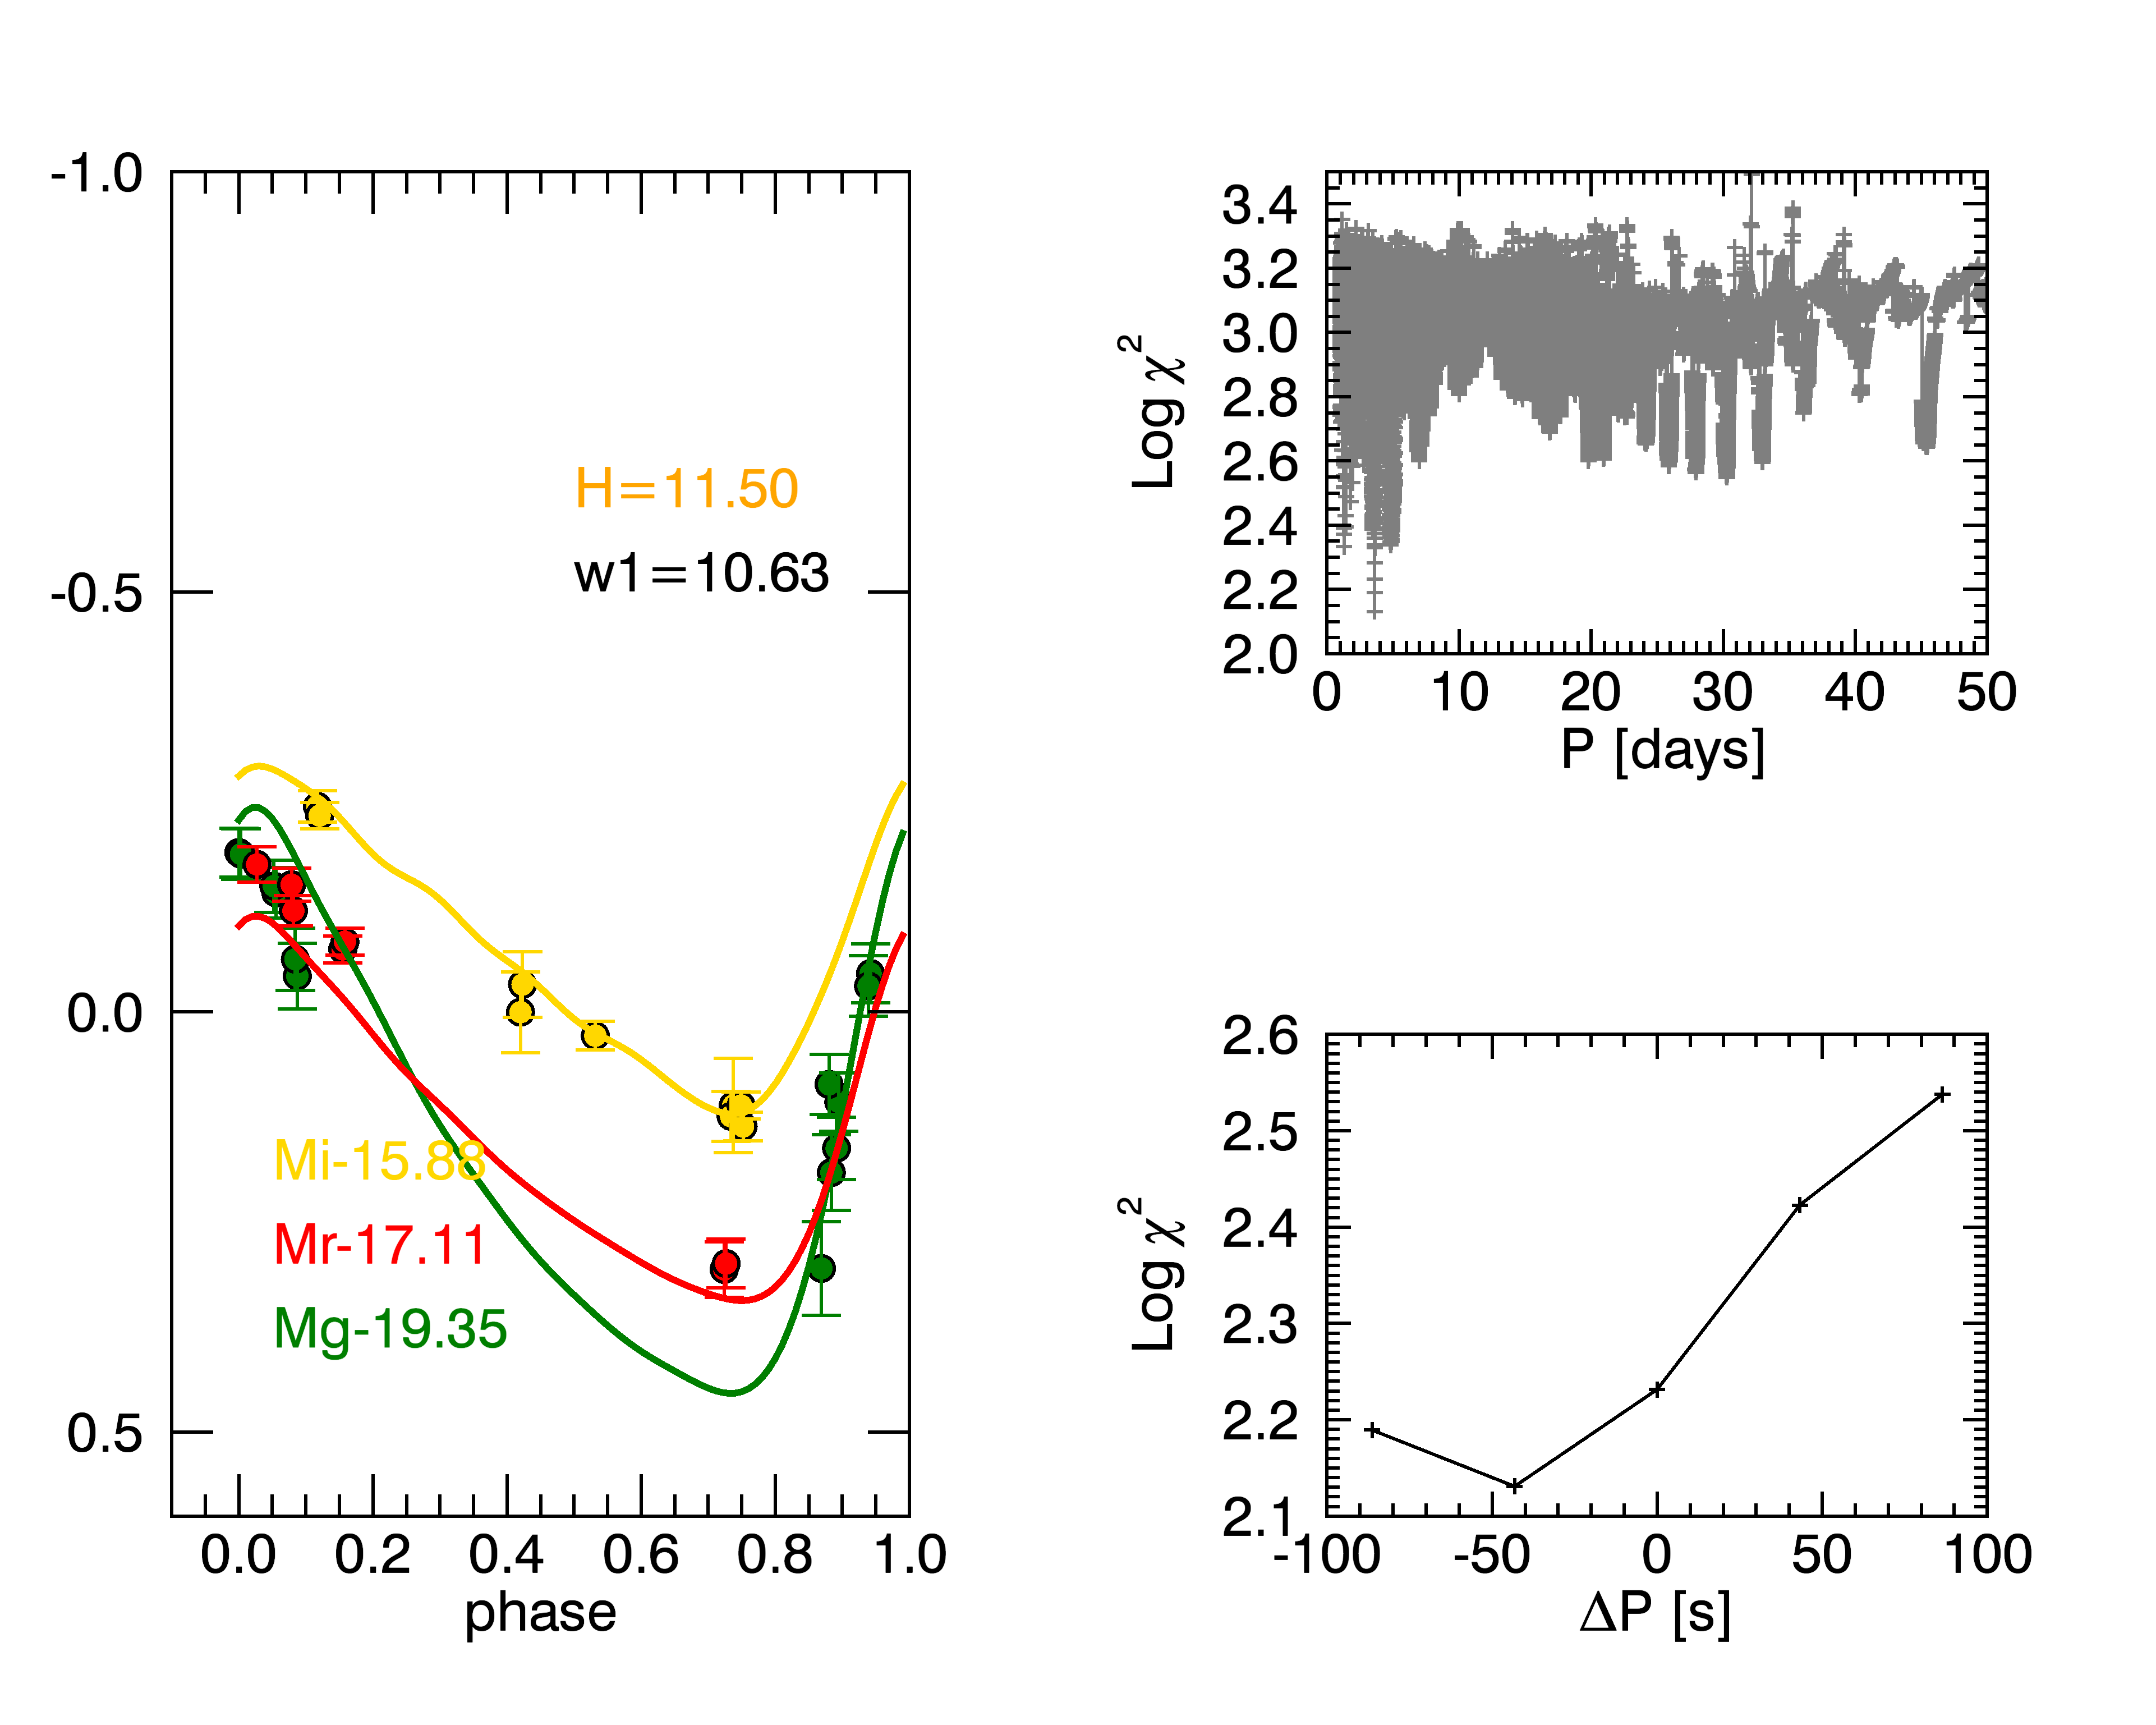 -1.0
-0.5
0.0
0.5
H=11.50
w1=10.63
Mi-15.88
Mr-17.11
Mg-19.35
0.0 0.2 0.4 0.6 0.8 1.0
phase
3.4
3.2
3.0
2.8
2.6
2.4
2.2
2.0
Log χ²
0 10 20 30 40 50
P [days]
2.6
2.5
2.4
2.3
2.2
2.1
Log χ²
-100 -50 0 50 100
ΔP [s]